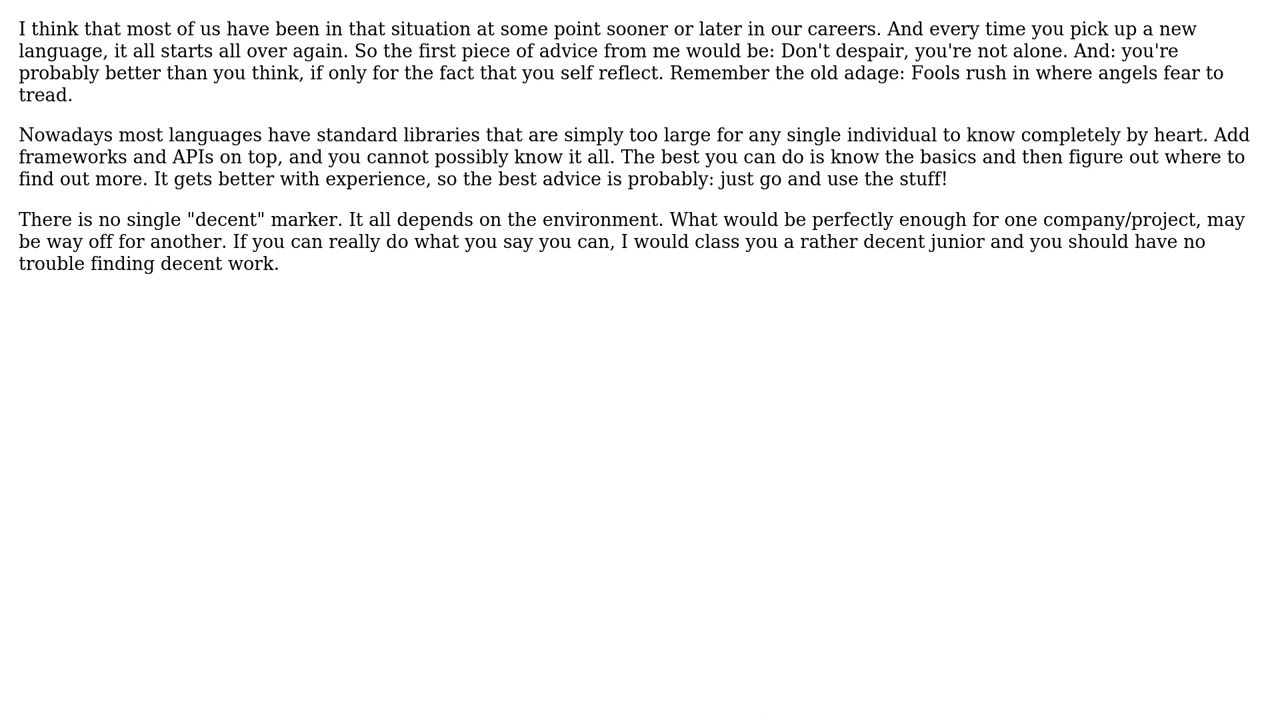 I think that most of us have been in that situation at some point sooner or later in our careers. And every time you pick up a new
language, it all starts all over again. So the first piece of advice from me would be: Don't despair, you're not alone. And: you're
probably better than you think, if only for the fact that you self reflect. Remember the old adage: Fools rush in where angels fear to
tread.
Nowadays most languages have standard libraries that are simply too large for any single individual to know completely by heart. Add
frameworks and APIs on top, and you cannot possibly know it all. The best you can do is know the basics and then figure out where to
find out more. It gets better with experience, so the best advice is probably: just go and use the stuff!
There is no single "decent" marker. It all depends on the environment. What would be perfectly enough for one company/project, may
be way off for another. If you can really do what you say you can, I would class you a rather decent junior and you should have no
trouble finding decent work.